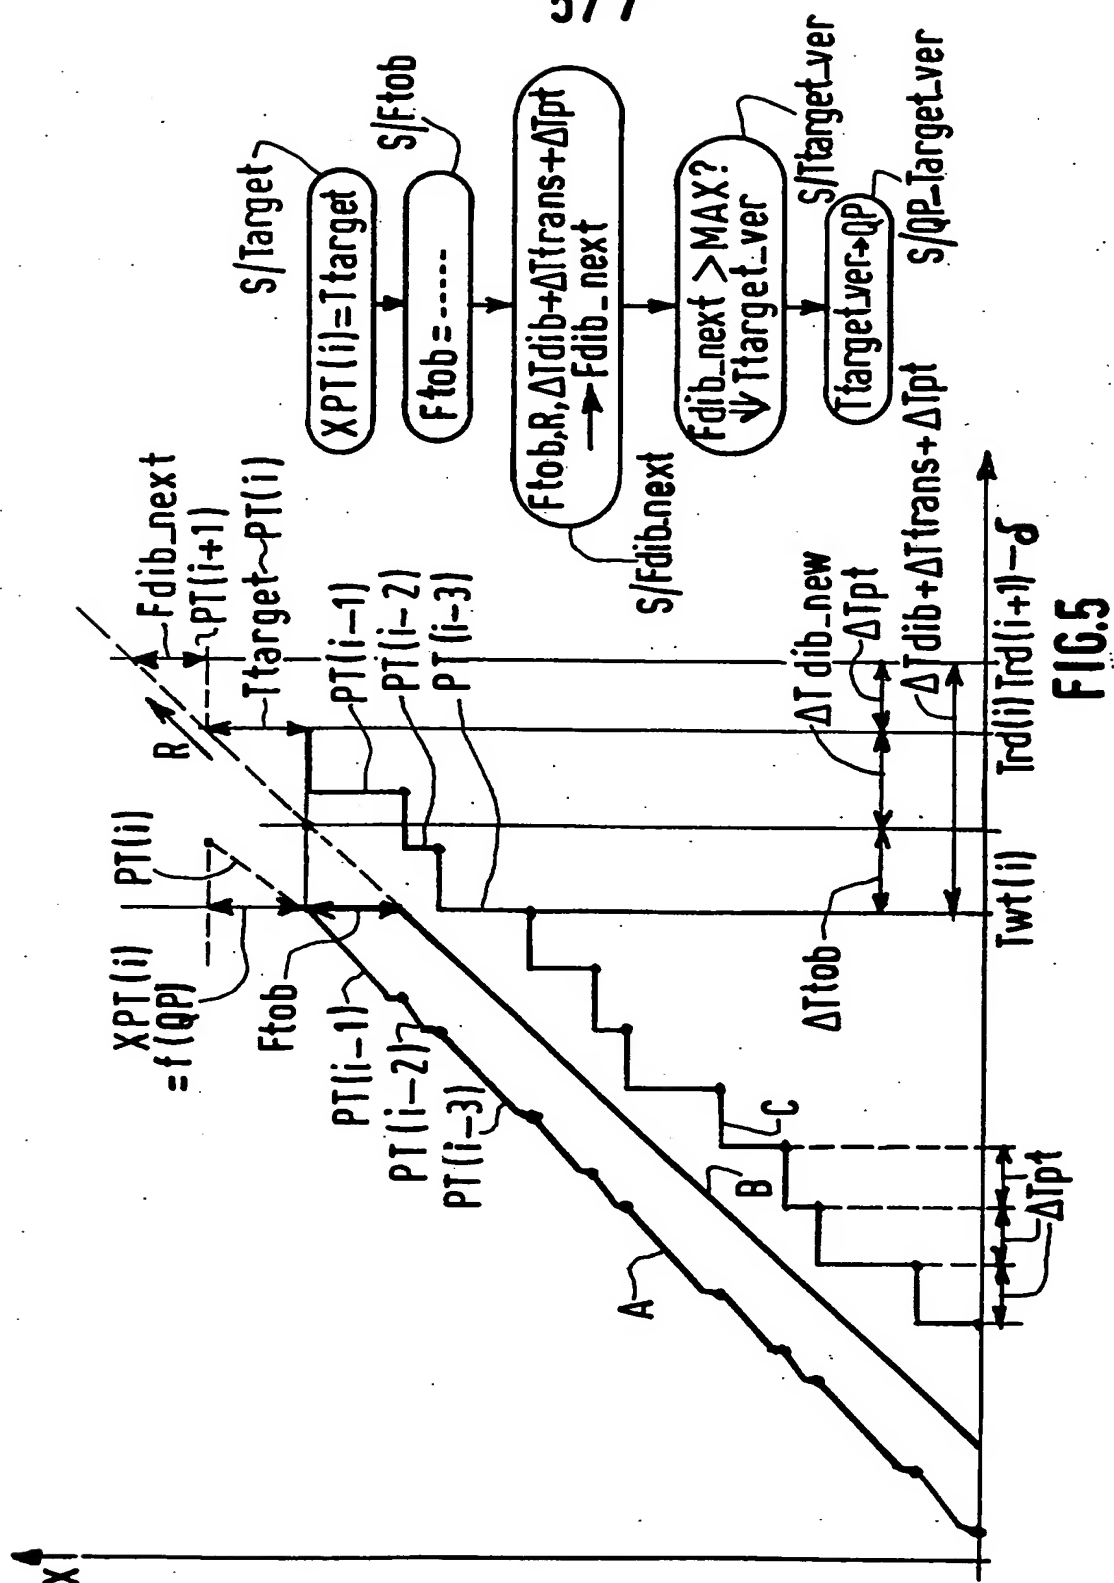 5/7
X
XPT(i)
=f(QP)
PT(i)
R
Fdib_next
PT(i+1)
Ttarget~PT(i)
Ftob
PT(i-1)
PT(i-2)
PT(i-3)
PT(i-1)
PT(i-2)
PT(i-3)
A
B
C
ΔTpt
ΔTtob
ΔTdib_new
ΔTpt
ΔTdib+ΔTtrans+ΔTpt
Twt(i)
Trd(i)
Trd(i+1)-δ
S/Target
XPT(i)=Ttarget
S/Ftob
Ftob=-----
Ftob,R,ΔTdib+ΔTtrans+ΔTpt
→Fdib_next
S/Fdib-next
Fdib_next >MAX?
⇓ Ttarget_ver
S/Ttarget_ver
Ttarget_ver→QP
S/QP-Target_ver
FIG.5